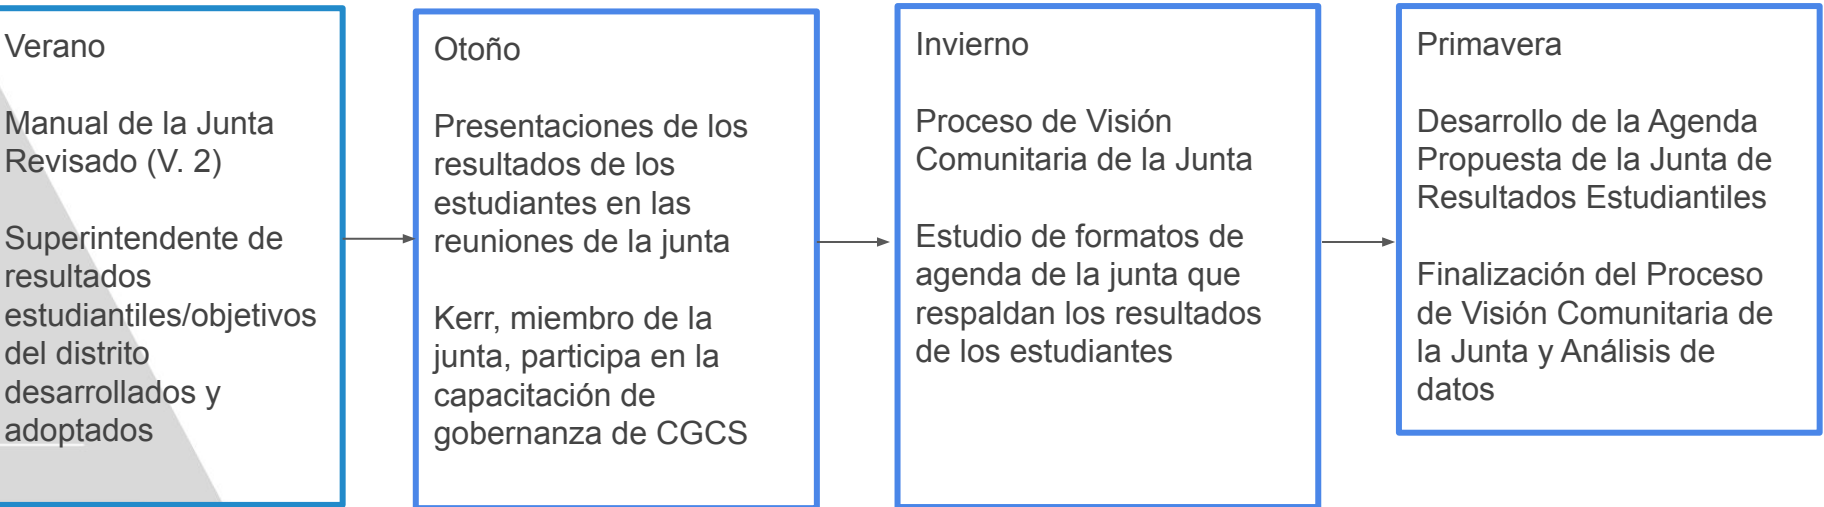 Verano
Manual de la Junta
Revisado (V. 2)
Superintendente de
resultados
estudiantiles/objetivos
del distrito
desarrollados y
adoptados
Otoño
Presentaciones de los
resultados de los
estudiantes en las
reuniones de la junta
Kerr, miembro de la
junta, participa en la
capacitación de
gobernanza de CGCS
Invierno
Proceso de Visión
Comunitaria de la Junta
Estudio de formatos de
agenda de la junta que
respaldan los resultados
de los estudiantes
Primavera
Desarrollo de la Agenda
Propuesta de la Junta de
Resultados Estudiantiles
Finalización del Proceso
de Visión Comunitaria de
la Junta y Análisis de
datos